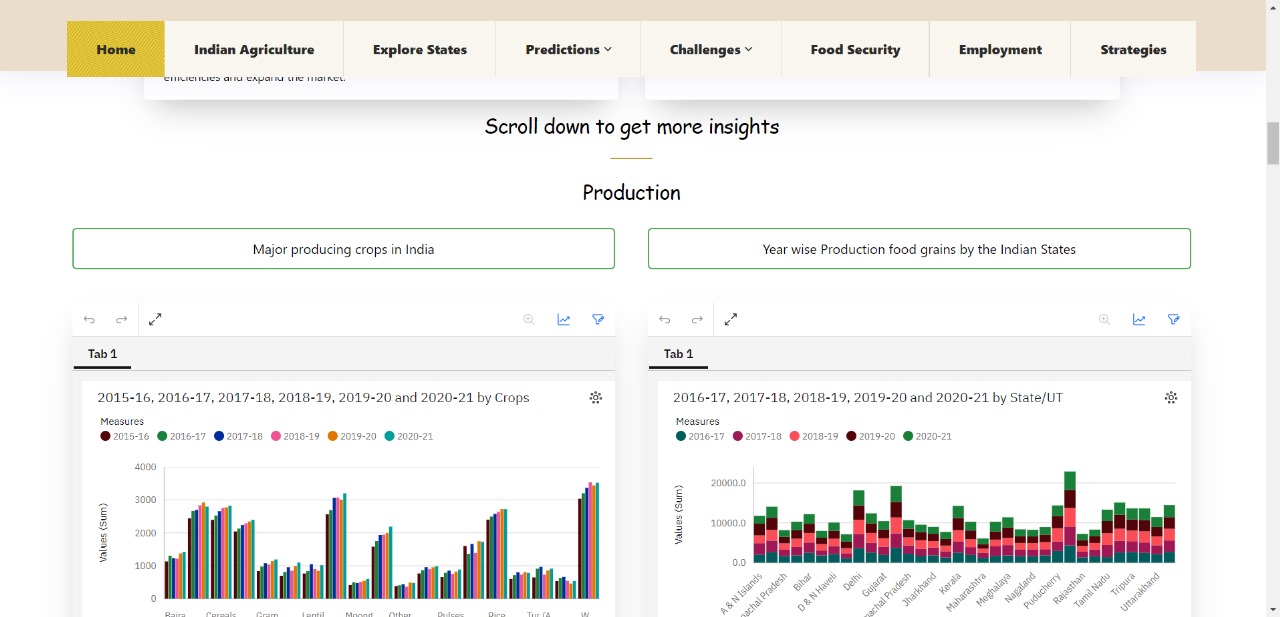 Home Indian Agriculture Explore States Predictions Challenges Food Security Employment Strategies
efficiencies and expand the market.
Scroll down to get more insights
Production
Major producing crops in India
Year wise Production food grains by the Indian States
Tab 1
2015-16, 2016-17, 2017-18, 2018-19, 2019-20 and 2020-21 by Crops
Measures
2015-16 2016-17 2017-18 2018-19 2019-20 2020-21
Values (Sum)
4000
3000
2000
1000
0
Bajra Cereals Gram Lentil Moong Other Pulses Rice Tur (A W
Tab 1
2016-17, 2017-18, 2018-19, 2019-20 and 2020-21 by State/UT
Measures
2016-17 2017-18 2018-19 2019-20 2020-21
Values (Sum)
20000.0
10000.0
0.0
A & N Islands
nachal Pradesh
Bihar
D & N Haveli
Delhi
Gujarat
nachal Pradesh
Jharkhand
Kerala
Maharashtra
Meghalaya
Nagaland
Puducherry
Rajasthan
Tamil Nadu
Tripura
Uttarakhand